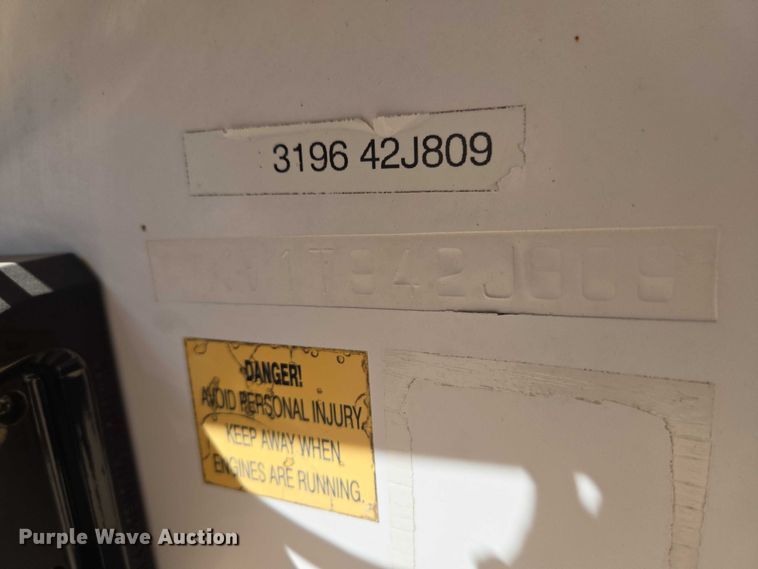 3196 42J809
DANGER!
AVOID PERSONAL INJURY.
KEEP AWAY WHEN
ENGINES ARE RUNNING.
Purple Wave Auction